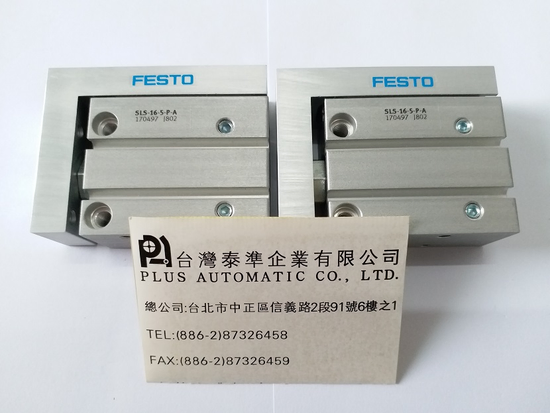 FESTO
SLS-16-5-P-A
170497 J802
FESTO
SLS-16-5-P-A
170497 J802
台灣泰準企業有限公司
PLUS AUTOMATIC CO., LTD.
總公司:台北市中正區信義路2段91號6樓之1
TEL:(886-2)87326458
FAX:(886-2)87326459